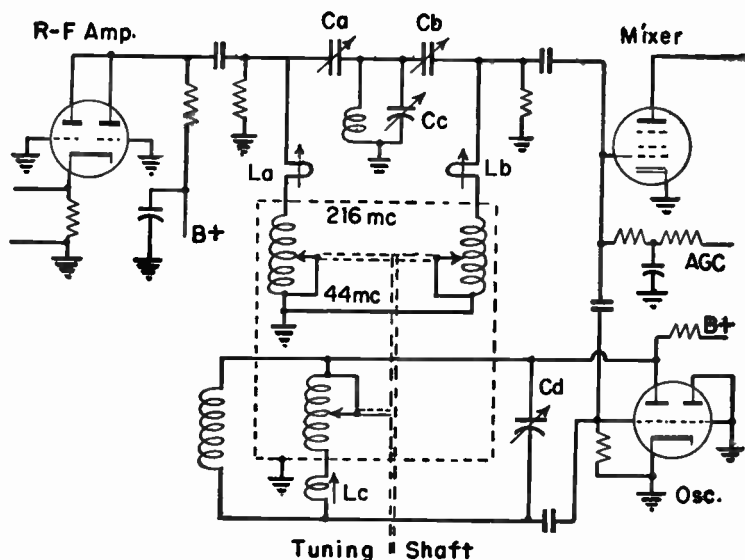 R-F Amp.
Ca
Cb
Mixer
Cc
La
Lb
216 mc
B+
44mc
AGC
B+
Cd
Lc
Osc.
Tuning Shaft